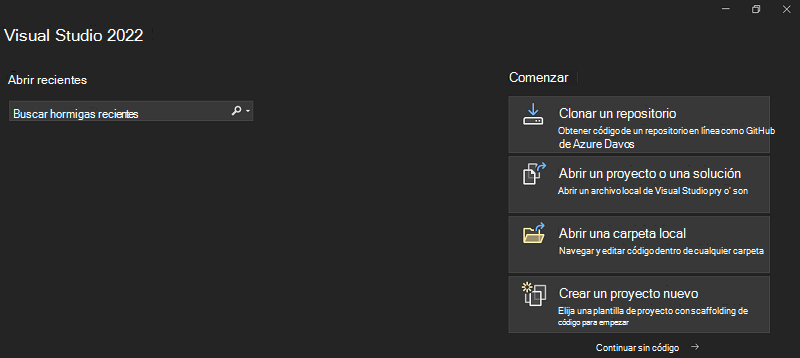 Visual Studio 2022
Abrir recientes
Buscar hormigas recientes
Comenzar
Clonar un repositorio
Obtener código de un repositorio en línea como GitHub
de Azure Davos
Abrir un proyecto o una solución
Abrir un archivo local de Visual Studio pry o' son
Abrir una carpeta local
Navegar y editar código dentro de cualquier carpeta
Crear un proyecto nuevo
Elija una plantilla de proyecto con scaffolding de
código para empezar
Continuar sin código →